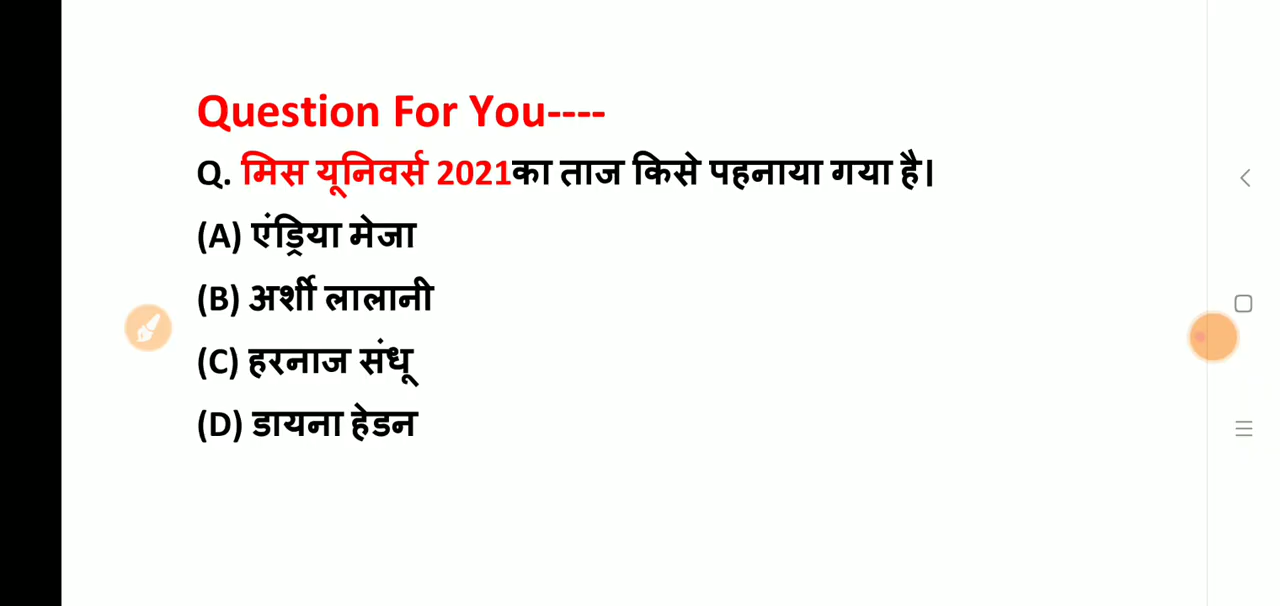 Question For You----
Q. मिस यूनिवर्स 2021का ताज किसे पहनाया गया है।
(A) एंड्रिया मेजा
(B) अर्शी लालानी
(C) हरनाज संधू
(D) डायना हेडन